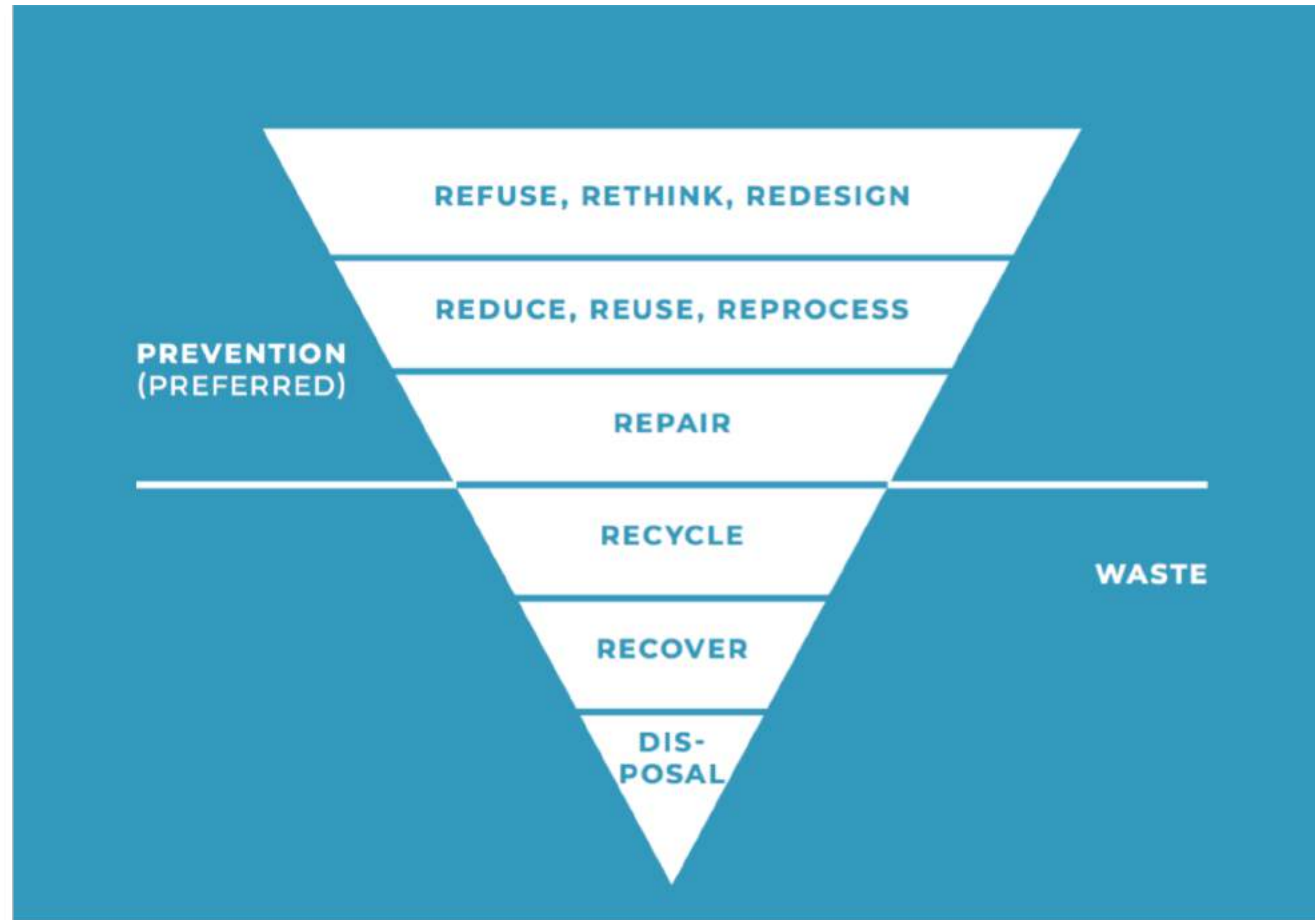 REFUSE, RETHINK, REDESIGN
REDUCE, REUSE, REPROCESS
PREVENTION
(PREFERRED)
REPAIR
RECYCLE
WASTE
RECOVER
DIS-
POSAL